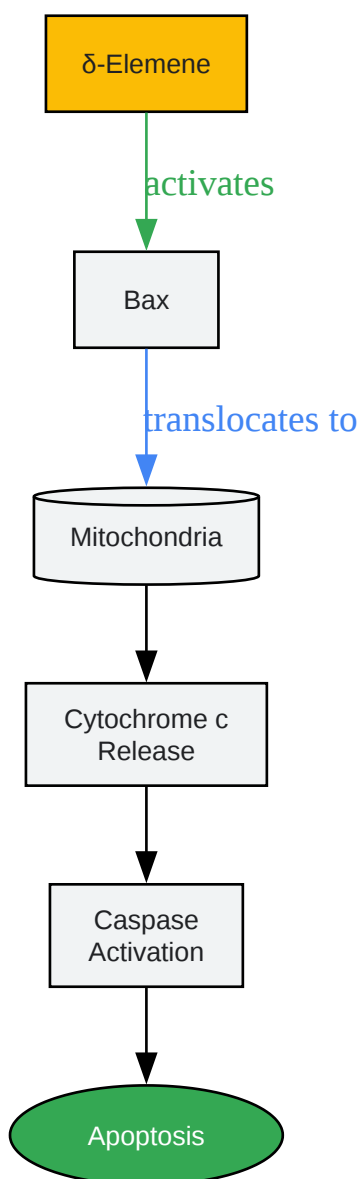 δ-Elemene
activates
Bax
translocates to
Mitochondria
Cytochrome c
Release
Caspase
Activation
Apoptosis